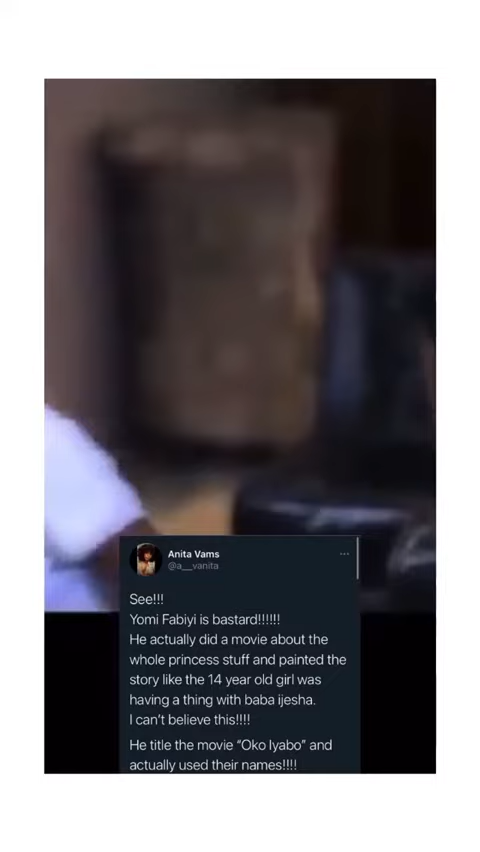 Anita Vams
@a__vanita
See!!!
Yomi Fabiyi is bastard!!!!!!
He actually did a movie about the
whole princess stuff and painted the
story like the 14 year old girl was
having a thing with baba ijesha.
I can't believe this!!!!
He title the movie “Oko Iyabo” and
actually used their names!!!!